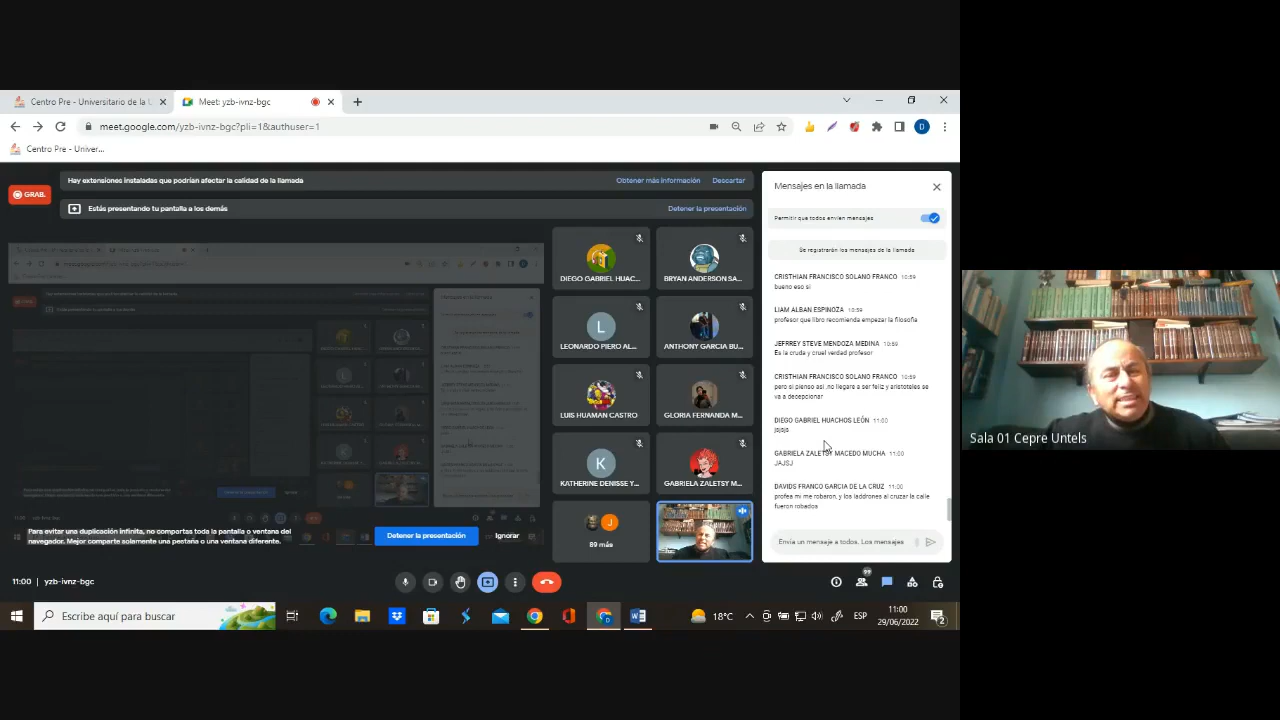 Centro Pre - Universitario de la U
Meet: yzb-ivnz-bgc
meet.google.com/yzb-ivnz-bgc?pli=1&authuser=1
D
Centro Pre - Univer...
GRAB.
Hay extensiones instaladas que podrían afectar la calidad de la llamada
Obtener más información
Descartar
Estás presentando tu pantalla a los demás
Detener la presentación
DIEGO GABRIEL HUAC...
BRYAN ANDERSON SA...
L
LEONARDO PIERO AL...
ANTHONY GARCIA BU...
LUIS HUAMAN CASTRO
GLORIA FERNANDA M...
K
KATHERINE DENISSE Y...
GABRIELA ZALETSY M...
J
89 más
Para evitar una duplicación infinita, no compartas toda la pantalla o ventana del
navegador. Mejor comparte solamente una pestaña o una ventana diferente.
Detener la presentación
Ignorar
Mensajes en la llamada
Permitir que todos envíen mensajes
Se registrarán los mensajes de la llamada
CRISTHIAN FRANCISCO SOLANO FRANCO 10:59
bueno eso si
LIAM ALBAN ESPINOZA 10:59
profesor que libro recomienda empezar la filosofia
JEFRREY STEVE MENDOZA MEDINA 10:59
Es la cruda y cruel verdad profesor
CRISTHIAN FRANCISCO SOLANO FRANCO 10:59
pero si pienso asi ,no llegare a ser feliz y aristoteles se
va a decepcionar
DIEGO GABRIEL HUACHOS LEÓN 11:00
jsjsjs
GABRIELA ZALETSY MACEDO MUCHA 11:00
JAJSJ
DAVIDS FRANCO GARCIA DE LA CRUZ 11:00
profea mi me robaron, y los laddrones al cruzar la calle
fueron robados
Envía un mensaje a todos. Los mensajes
11:00 | yzb-ivnz-bgc
99
Escribe aquí para buscar
18°C
ESP
11:00
29/06/2022
2
Sala 01 Cepre Untels